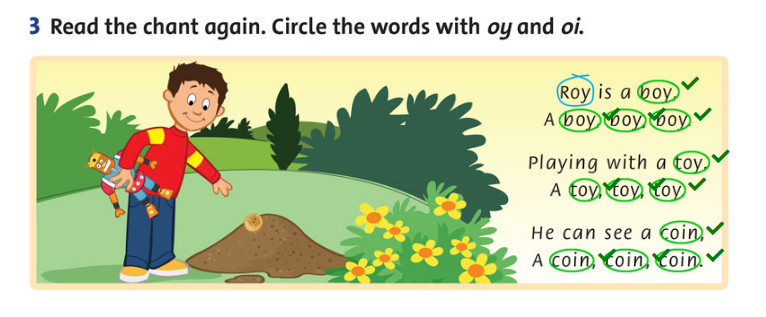 3 Read the chant again. Circle the words with oy and oi.
Roy is a boy,
A boy, boy, boy.
Playing with a toy,
A toy, toy, toy
He can see a coin,
A coin, coin, coin.